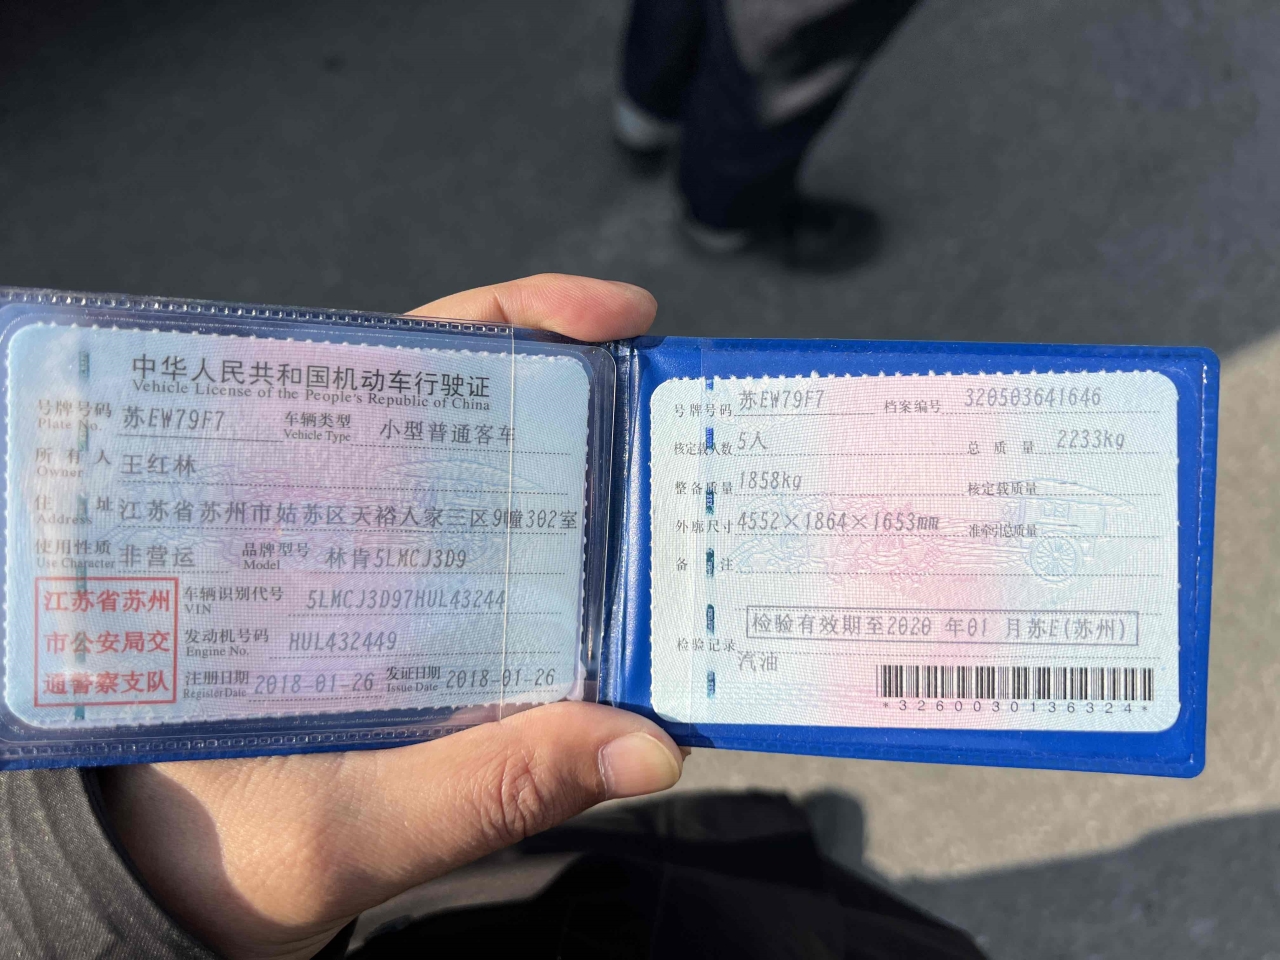 中华人民共和国机动车行驶证
Vehicle License of the People's Republic of China
号牌号码 苏EW79F7 车辆类型 小型普通客车
Plate No. Vehicle Type
所有人 王红林
Owner
住址 江苏省苏州市姑苏区天裕人家三区9幢302室
Address
使用性质 非营运 品牌型号 林肯5LMCJ3D9
Use Character Model
江苏省苏州
市公安局交
通警察支队
车辆识别代号 5LMCJ3D97HUL43244
VIN
发动机号码 HUL432449
Engine No.
注册日期 2018-01-26 发证日期 2018-01-26
Register Date Issue Date
号牌号码 苏EW79F7 档案编号 320503641646
核定载人数 5人 总质量 2233kg
整备质量 1858kg 核定载质量
外廓尺寸 4552×1864×1653mm 准牵引总质量
备注
检验有效期至2020年01月苏E(苏州)
检验记录
汽油
*3260030136324*